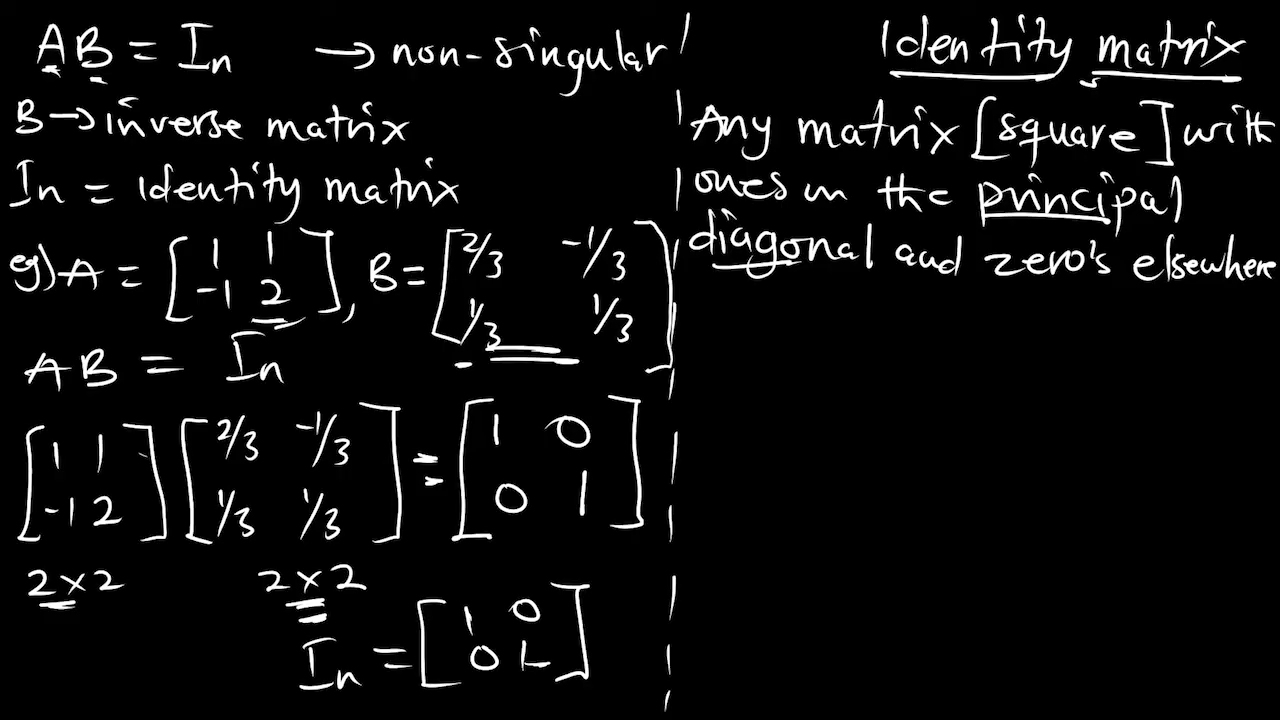 AB = In → non-singular
B → inverse matrix
In = Identity matrix
eg) A = [1 1
-1 2], B = [2/3 -1/3
1/3 1/3]
AB = In
[1 1 [2/3 -1/3 = [1 0
-1 2] 1/3 1/3] 0 1]
2×2 2×2
In = [1 0
0 1]
Identity matrix
Any matrix [square] with
ones in the principal
diagonal and zero's elsewhere